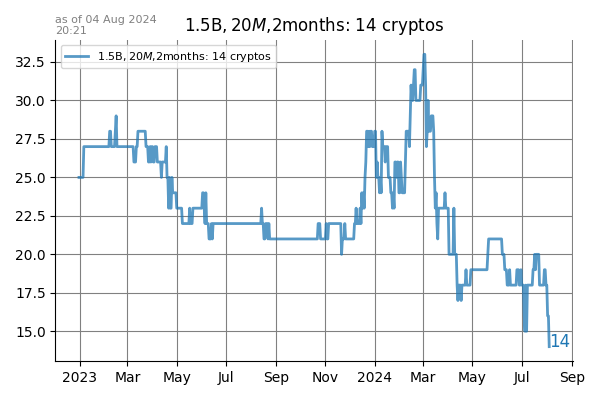 as of 04 Aug 2024
20:21
1.5B, 20M,2months: 14 cryptos
1.5B, 20M,2months: 14 cryptos
32.5
30.0
27.5
25.0
22.5
20.0
17.5
15.0
14
2023 Mar May Jul Sep Nov 2024 Mar May Jul Sep